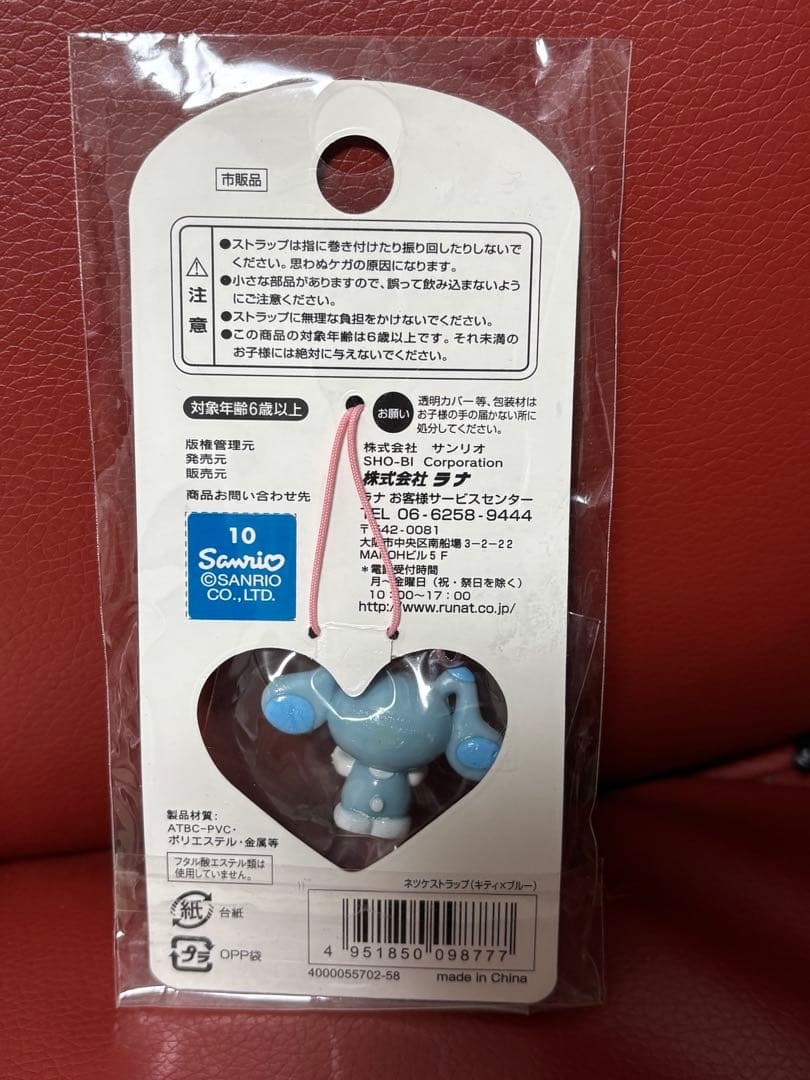 市販品
注意
●ストラップは指に巻き付けたり振り回したりしないで
ください。思わぬケガの原因になります。
●小さな部品がありますので、誤って飲み込まないよう
にご注意ください。
●ストラップに無理な負担をかけないでください。
●この商品の対象年齢は6歳以上です。それ未満の
お子様には絶対に与えないでください。
対象年齢6歳以上
お願い
透明カバー等、包装材は
お子様の手の届かない所に
処分してください。
版権管理元 株式会社 サンリオ
発売元 SHO-BI Corporation
販売元 株式会社 ラナ
商品お問い合わせ先 ラナ お客様サービスセンター
TEL 06-6258-9444
〒542-0081
大阪市中央区南船場3-2-22
ビル5F
*電話受付時間
月~金曜日(祝・祭日を除く)
10:00~17:00
http://www.runat.co.jp/
10
Sanrio
©SANRIO
CO.,LTD.
製品材質:
ATBC-PVC・
ポリエステル・金属等
フタル酸エステル類は
使用していません。
紙 台紙
プラ OPP袋
ネツケストラップ(キティ×ブルー)
4 951850 098777
4000055702-58 made in China